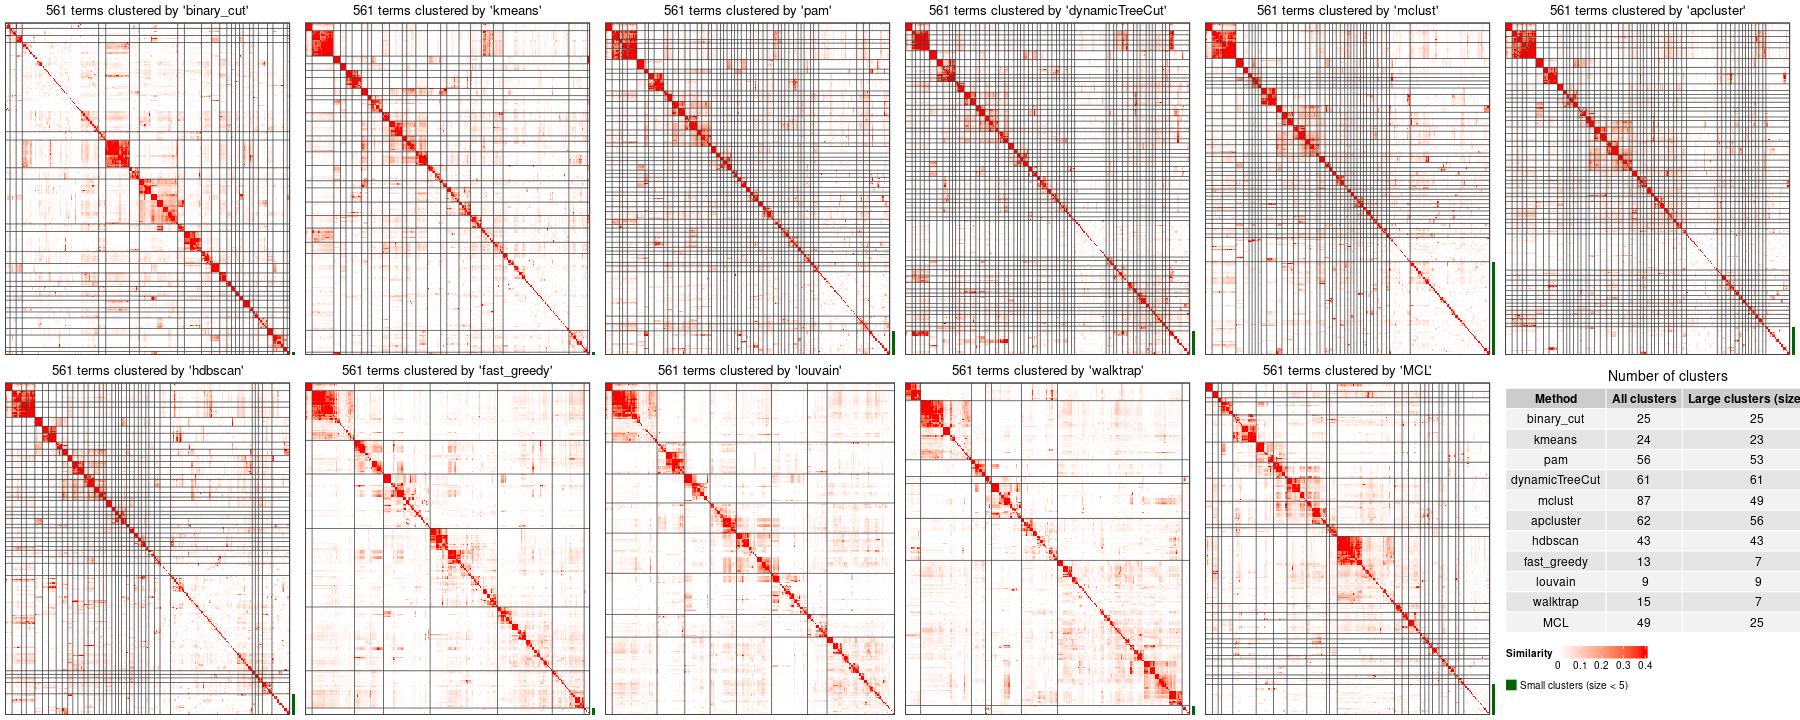 561 terms clustered by 'binary_cut'
561 terms clustered by 'kmeans'
561 terms clustered by 'pam'
561 terms clustered by 'dynamicTreeCut'
561 terms clustered by 'mclust'
561 terms clustered by 'apcluster'
561 terms clustered by 'hdbscan'
561 terms clustered by 'fast_greedy'
561 terms clustered by 'louvain'
561 terms clustered by 'walktrap'
561 terms clustered by 'MCL'
Number of clusters
Method All clusters Large clusters (size
binary_cut 25 25
kmeans 24 23
pam 56 53
dynamicTreeCut 61 61
mclust 87 49
apcluster 62 56
hdbscan 43 43
fast_greedy 13 7
louvain 9 9
walktrap 15 7
MCL 49 25
Similarity
0 0.1 0.2 0.3 0.4
Small clusters (size < 5)